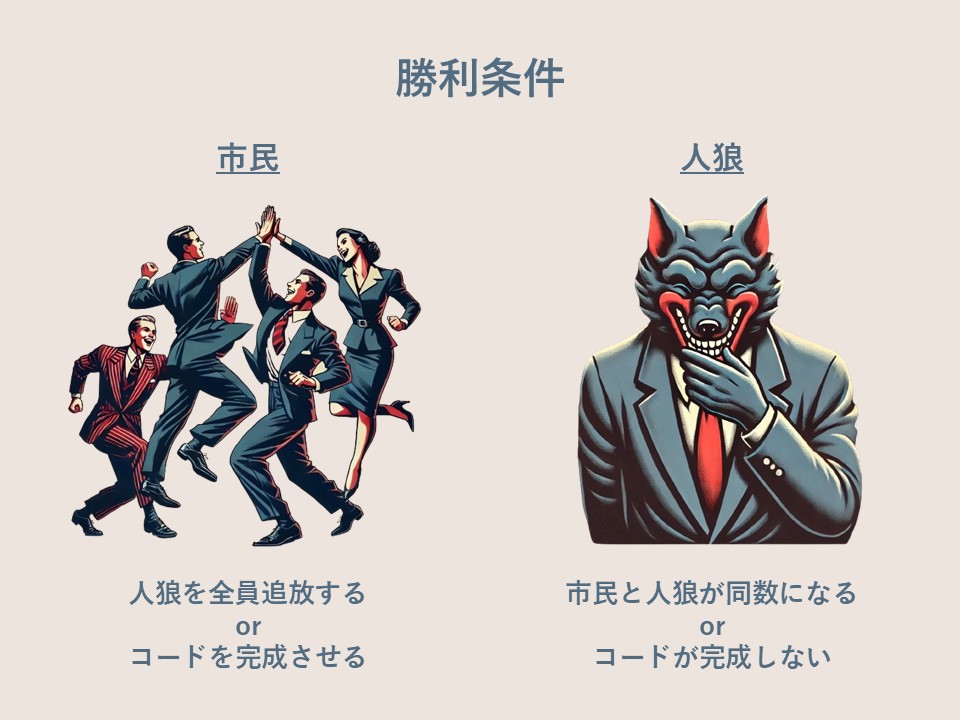 勝利条件
市民
人狼
人狼を全員追放する
or
コードを完成させる
市民と人狼が同数になる
or
コードが完成しない